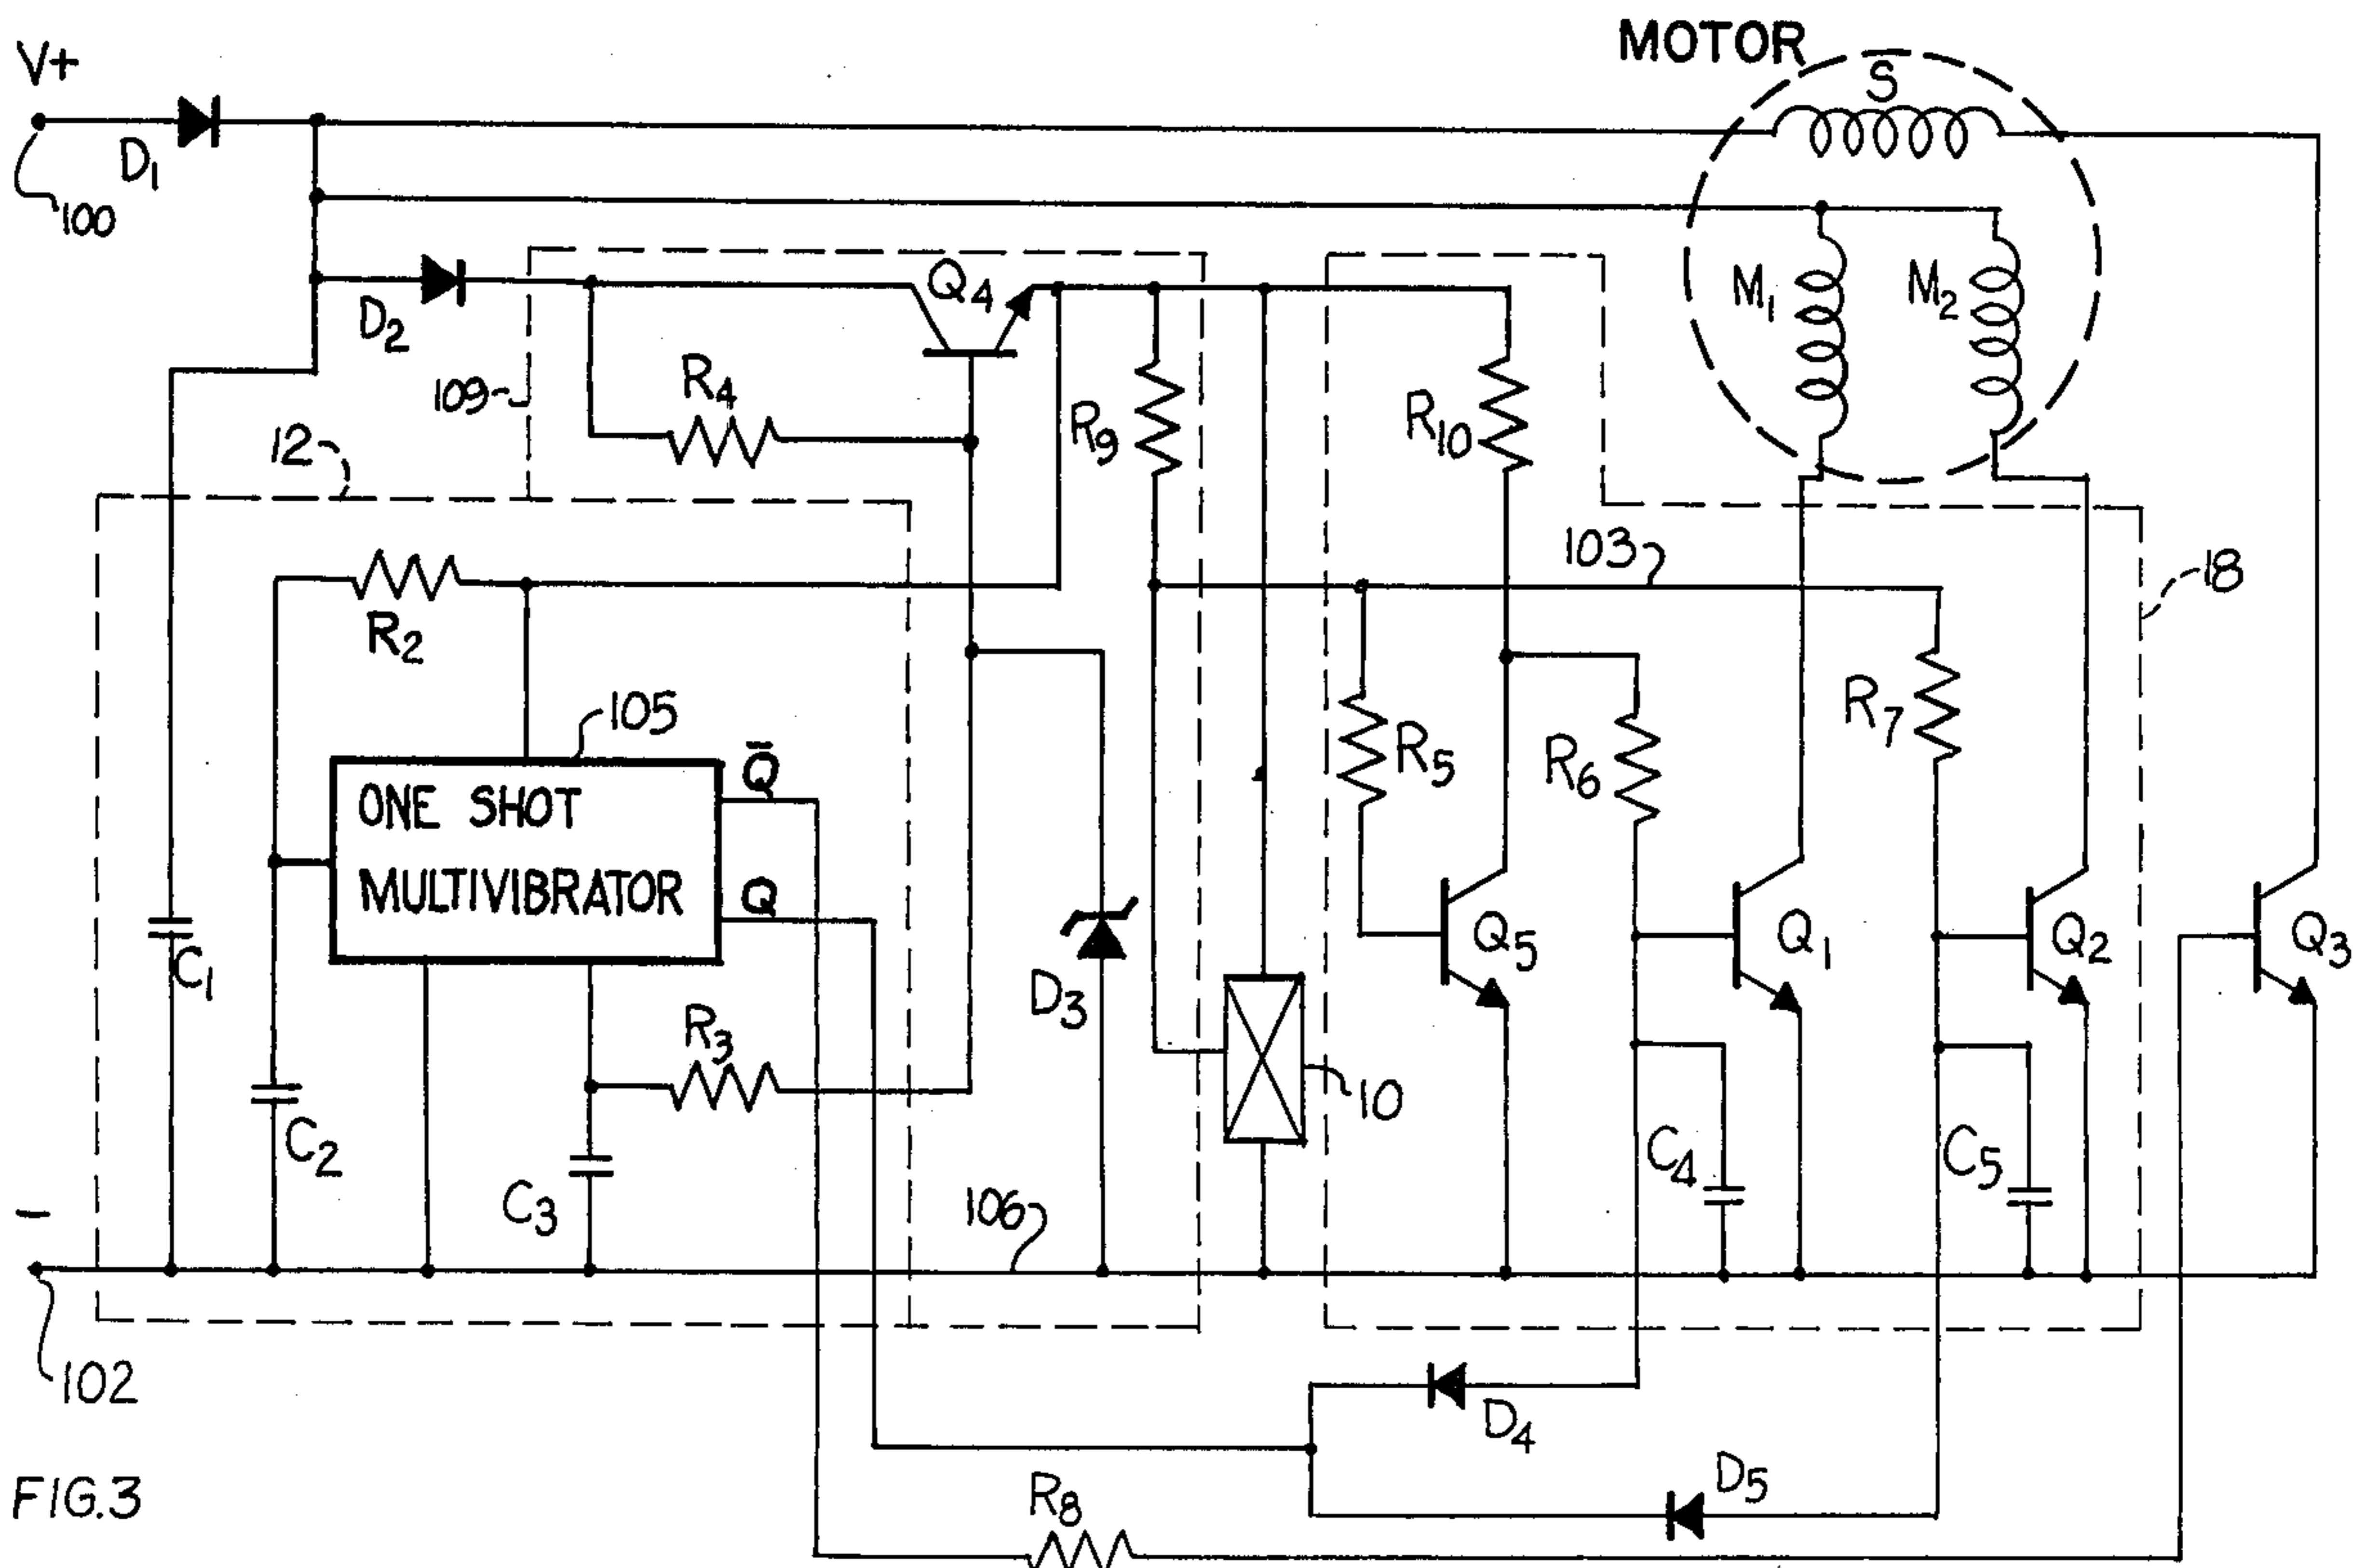 MOTOR
V+
S
D1
100
M1
M2
Q4
D2
R4
109
R9
R10
12
103
18
R2
105
R7
Q̄
R5
R6
ONE SHOT
MULTIVIBRATOR
Q
Q5
Q1
Q2
Q3
C1
D3
R3
10
C2
C4
C5
C3
106
–
102
D4
D5
R8
FIG.3